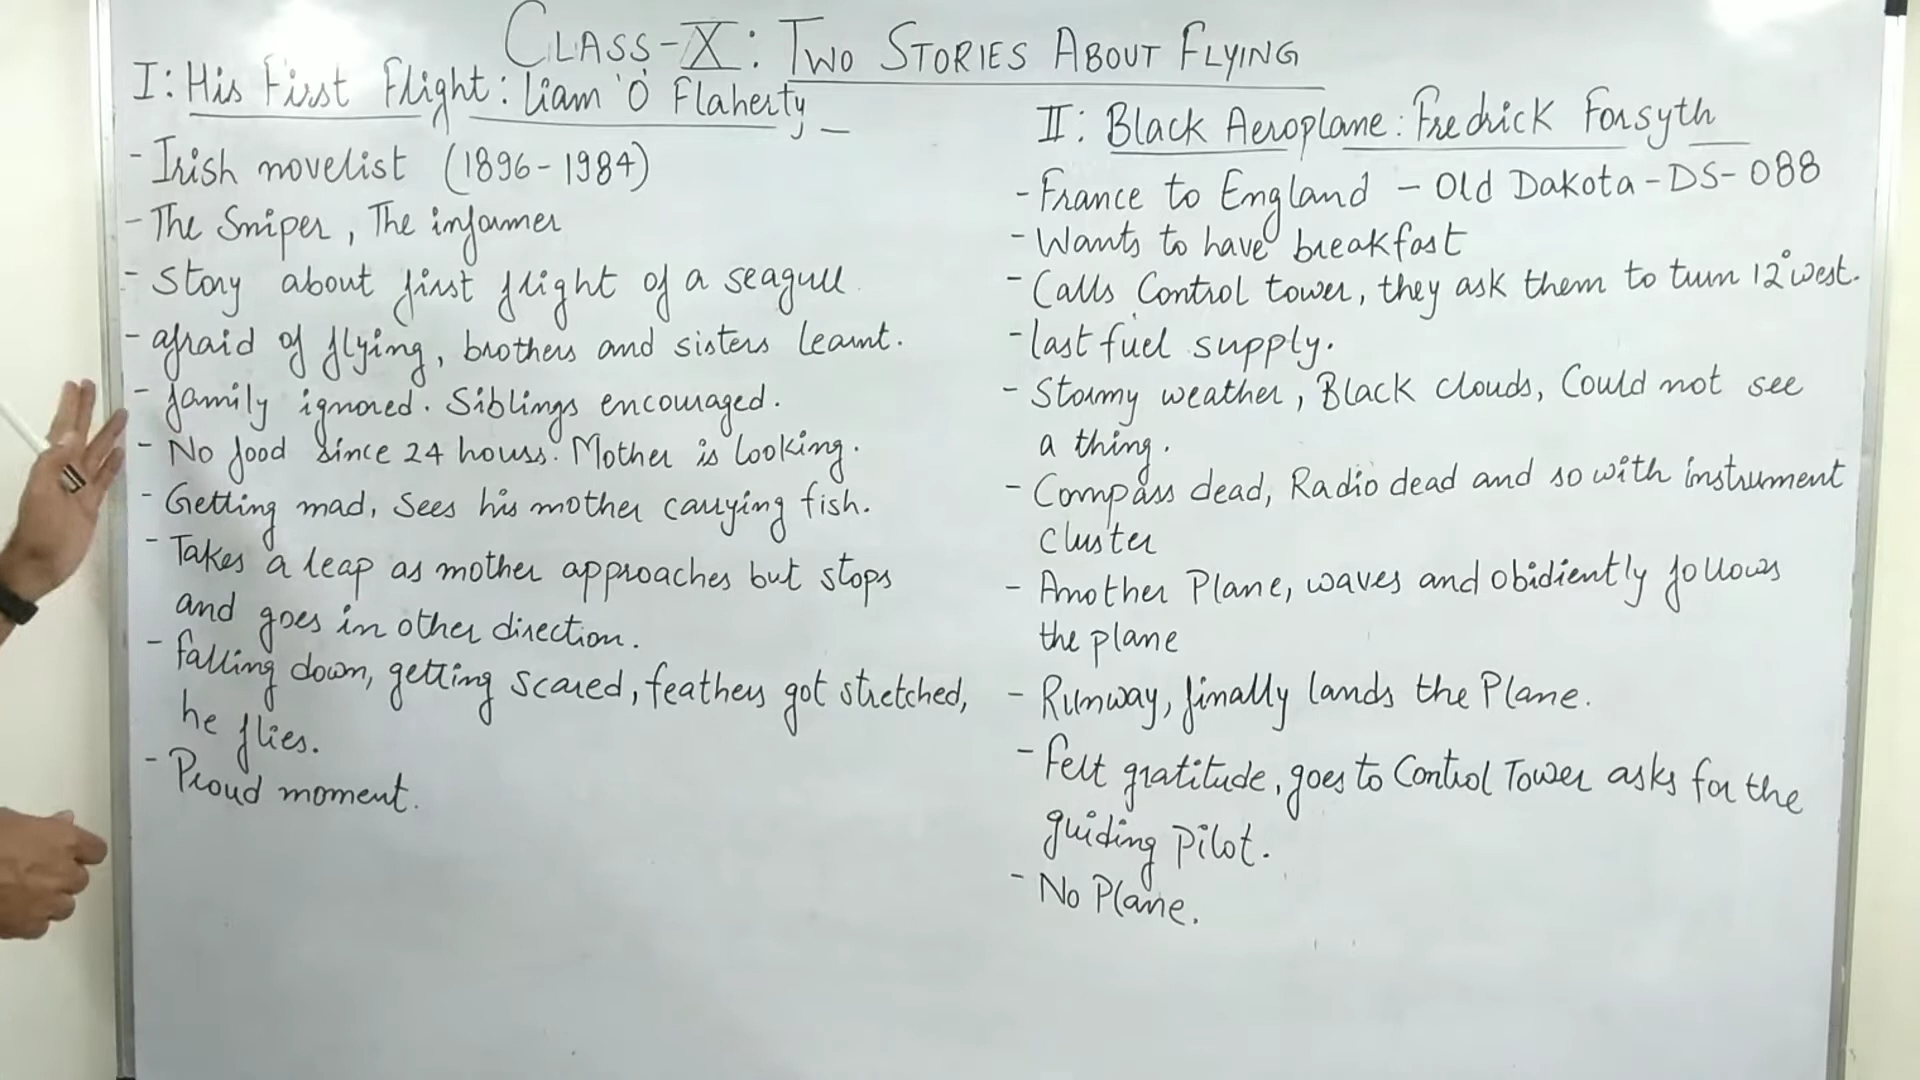 CLASS-X: TWO STORIES ABOUT FLYING
I: His First Flight: Liam 'O' Flaherty
- Irish novelist (1896-1984)
- The Sniper, The informer
- Story about first flight of a seagull.
- afraid of flying, brothers and sisters learnt.
- family ignored. Siblings encouraged.
- No food since 24 hours. Mother is looking.
- Getting mad, Sees his mother carrying fish.
- Takes a leap as mother approaches but stops
and goes in other direction.
- falling down, getting scared, feathers got stretched,
he flies.
- Proud moment.
II: Black Aeroplane: Fredrick Forsyth
- France to England - Old Dakota - DS-088
- Wants to have breakfast
- Calls Control tower, they ask them to turn 12° west.
- last fuel supply.
- Stormy weather, Black clouds, Could not see
a thing.
- Compass dead, Radio dead and so with instrument
cluster
- Another Plane, waves and obidiently follows
the plane
- Runway, finally lands the Plane.
- Felt gratitude, goes to Control Tower asks for the
guiding Pilot.
- No Plane.